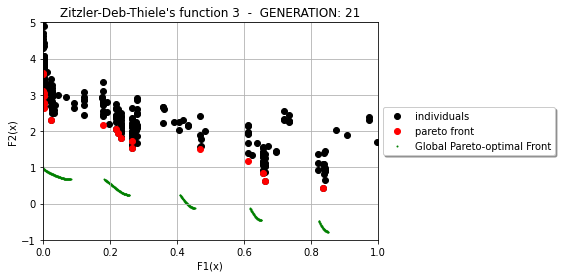 Zitzler-Deb-Thiele's function 3 - GENERATION: 21
5
4
3
2
1
0
-1
F2(x)
0.0 0.2 0.4 0.6 0.8 1.0
F1(x)
individuals
pareto front
Global Pareto-optimal Front